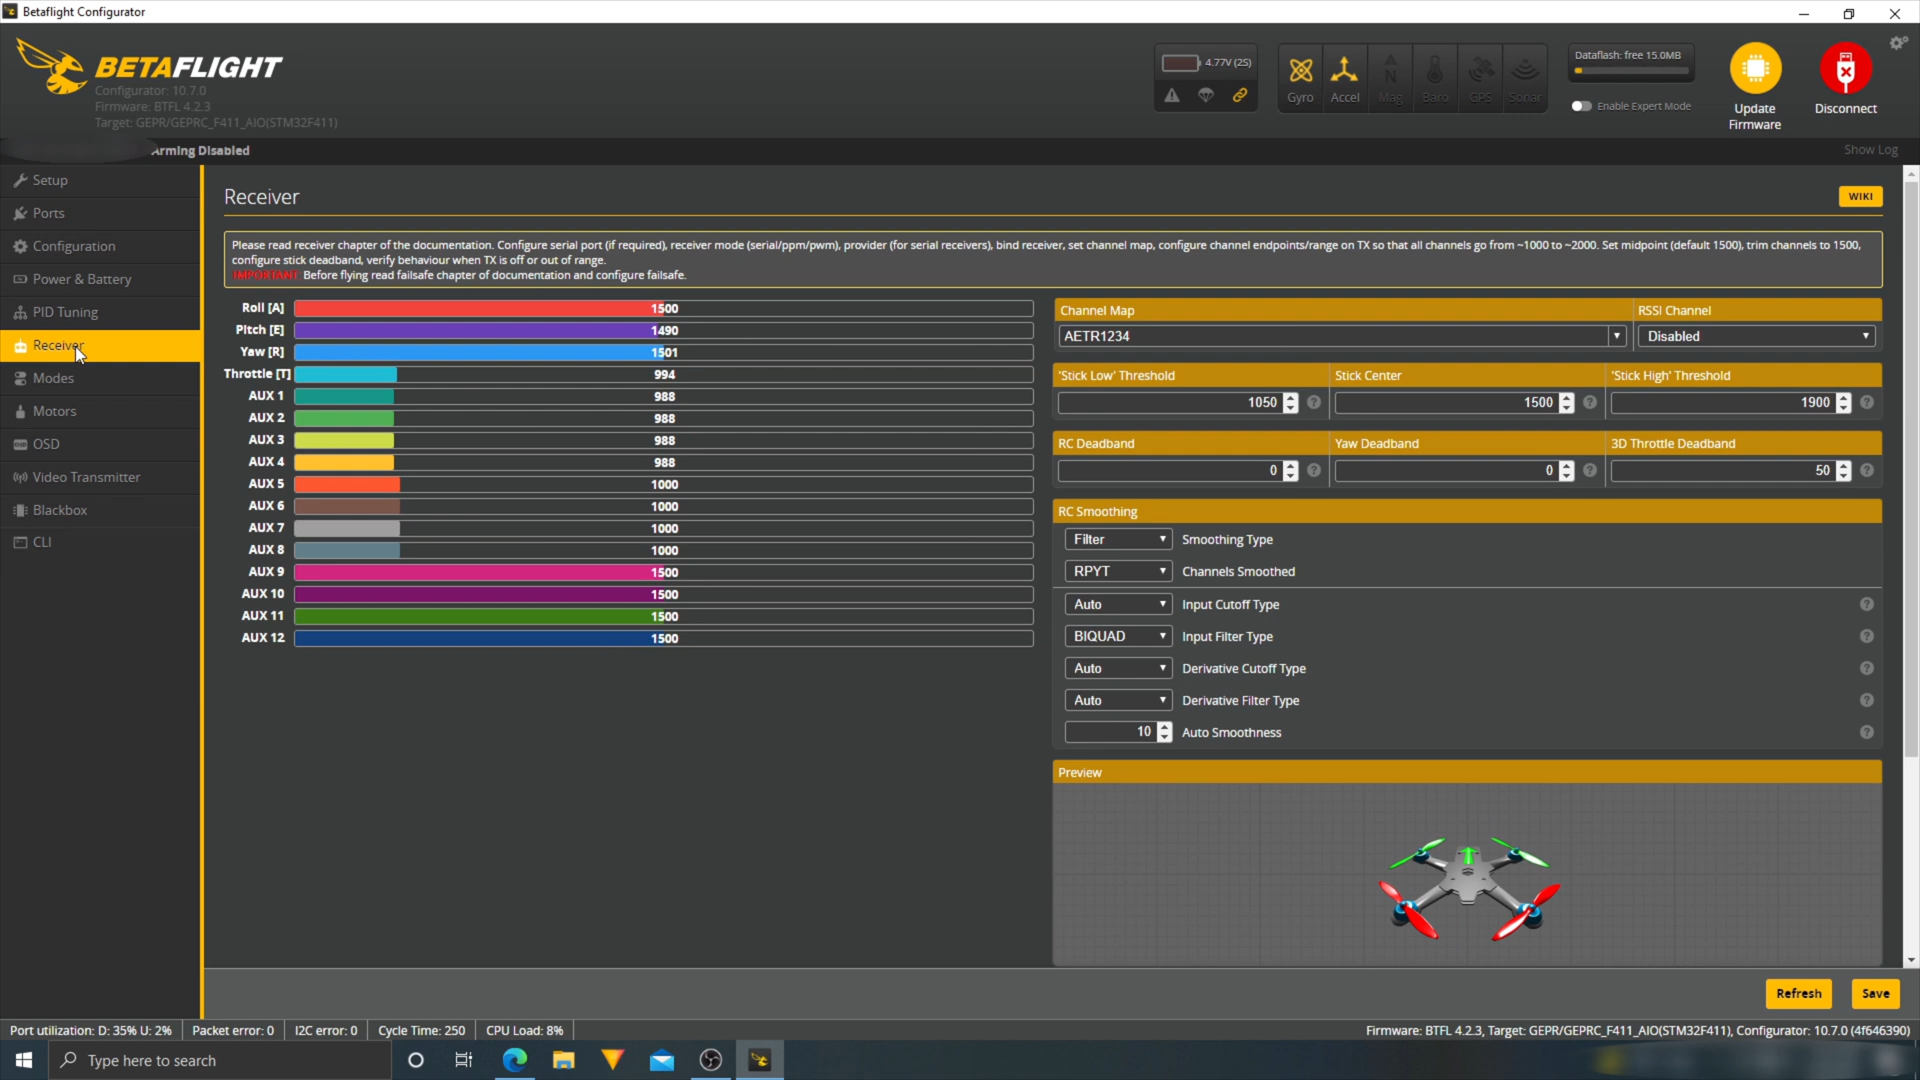 Betaflight Configurator
BETAFLIGHT
Configurator: 10.7.0
Firmware: BTFL 4.2.3
Target: GEPR/GEPRC_F411_AIO(STM32F411)
4.77V (2S)
Gyro
Accel
Mag
Baro
GPS
Sonar
Dataflash: free 15.0MB
Enable Expert Mode
Update
Firmware
Disconnect
Arming Disabled
Show Log
Setup
Ports
Configuration
Power & Battery
PID Tuning
Receiver
Modes
Motors
OSD
Video Transmitter
Blackbox
CLI
Receiver
WIKI
Please read receiver chapter of the documentation. Configure serial port (if required), receiver mode (serial/ppm/pwm), provider (for serial receivers), bind receiver, set channel map, configure channel endpoints/range on TX so that all channels go from ~1000 to ~2000. Set midpoint (default 1500), trim channels to 1500,
configure stick deadband, verify behaviour when TX is off or out of range.
IMPORTANT: Before flying read failsafe chapter of documentation and configure failsafe.
Roll [A] 1500
Pitch [E] 1490
Yaw [R] 1501
Throttle [T] 994
AUX 1 988
AUX 2 988
AUX 3 988
AUX 4 988
AUX 5 1000
AUX 6 1000
AUX 7 1000
AUX 8 1000
AUX 9 1500
AUX 10 1500
AUX 11 1500
AUX 12 1500
Channel Map RSSI Channel
AETR1234 Disabled
'Stick Low' Threshold Stick Center 'Stick High' Threshold
1050 1500 1900
RC Deadband Yaw Deadband 3D Throttle Deadband
0 0 50
RC Smoothing
Filter Smoothing Type
RPYT Channels Smoothed
Auto Input Cutoff Type
BIQUAD Input Filter Type
Auto Derivative Cutoff Type
Auto Derivative Filter Type
10 Auto Smoothness
Preview
Refresh
Save
Port utilization: D: 35% U: 2% Packet error: 0 I2C error: 0 Cycle Time: 250 CPU Load: 8% Firmware: BTFL 4.2.3, Target: GEPR/GEPRC_F411_AIO(STM32F411), Configurator: 10.7.0 (4f646390)
Type here to search